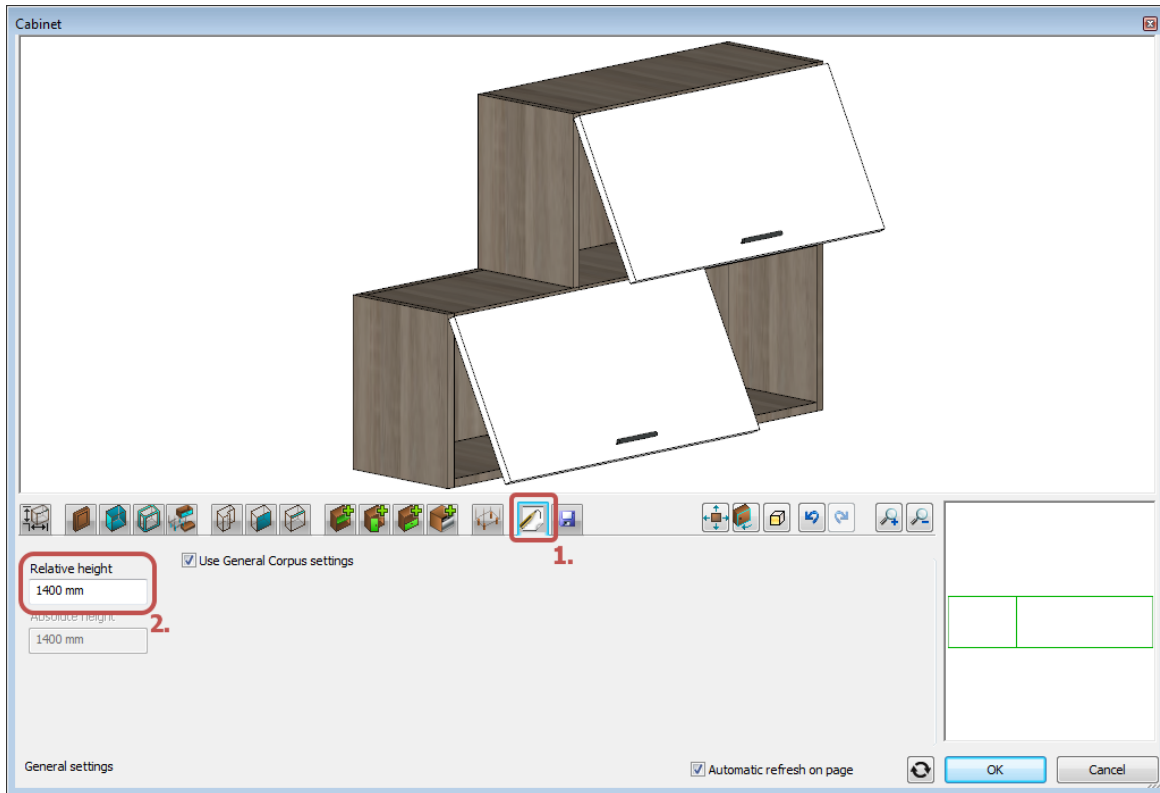 Cabinet
1.
Relative height
1400 mm
2.
Absolute height
1400 mm
Use General Corpus settings
General settings
Automatic refresh on page
OK
Cancel